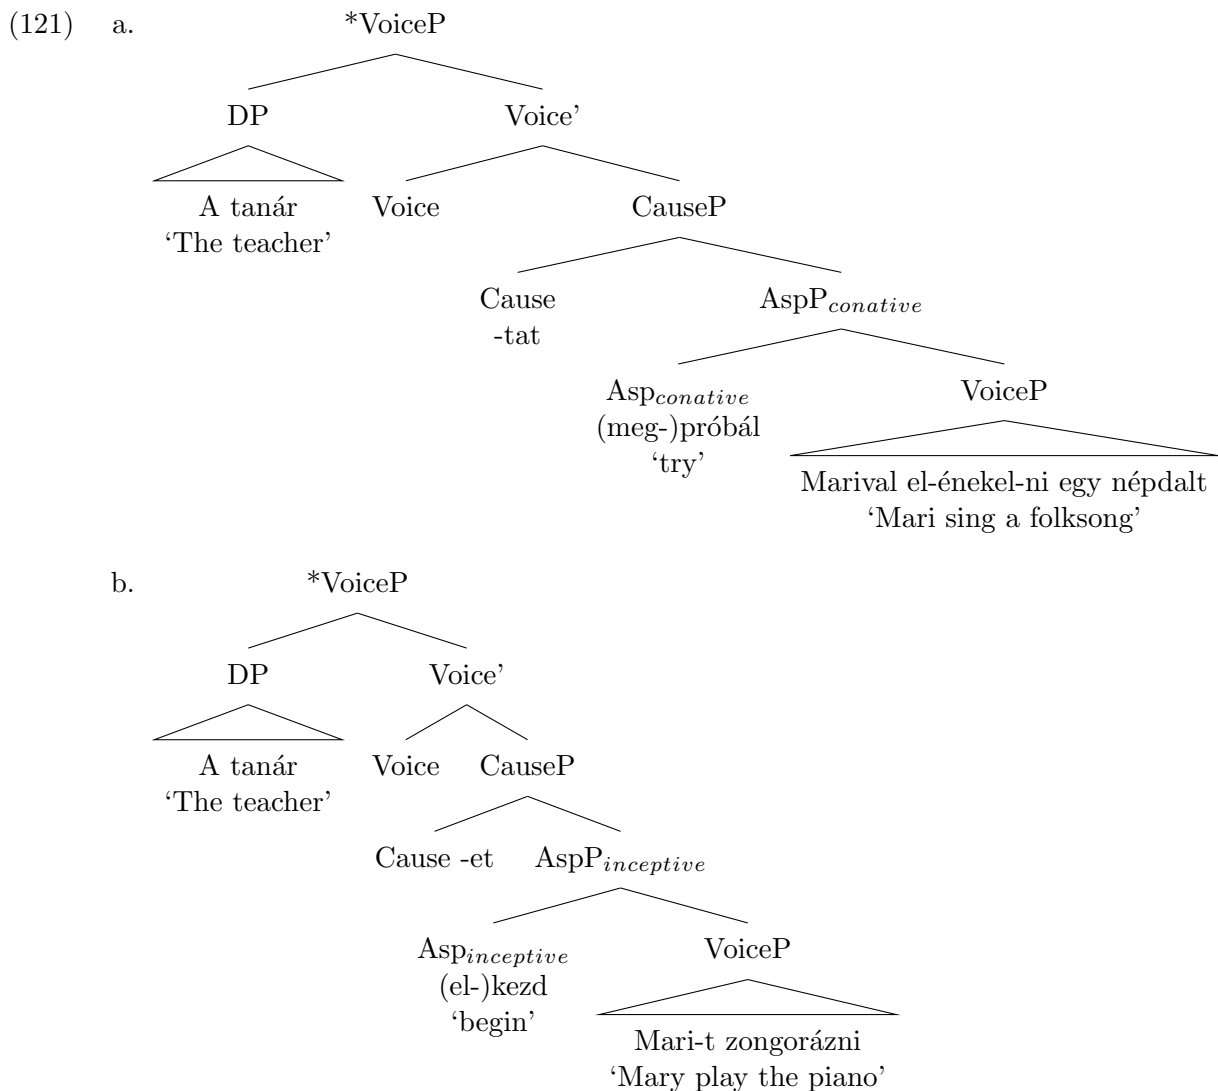 (121) a. *VoiceP
DP Voice’
A tanár Voice CauseP
‘The teacher’
Cause AspPconative
-tat
Aspconative VoiceP
(meg-)próbál
‘try’ Marival el-énekel-ni egy népdalt
‘Mari sing a folksong’
b. *VoiceP
DP Voice’
A tanár Voice CauseP
‘The teacher’
Cause -et AspPinceptive
Aspinceptive VoiceP
(el-)kezd
‘begin’ Mari-t zongorázni
‘Mary play the piano’